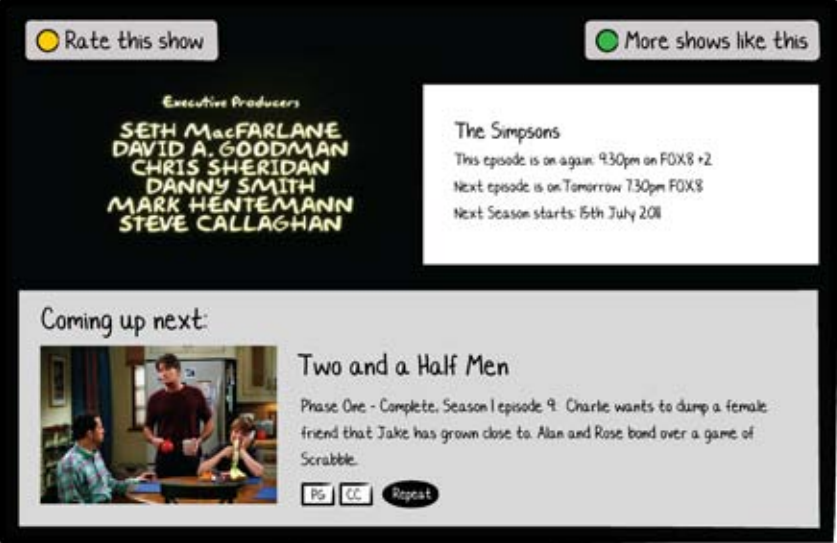 Rate this show
More shows like this
Executive Producers
SETH MacFARLANE
DAVID A. GOODMAN
CHRIS SHERIDAN
DANNY SMITH
MARK HENTEMANN
STEVE CALLAGHAN
The Simpsons
This episode is on again: 9:30pm on FOX8 +2
Next episode is on Tomorrow 7:30pm FOX8
Next Season starts: 15th July 2011
Coming up next:
Two and a Half Men
Phase One - Complete, Season 1 episode 9. Charlie wants to dump a female
friend that Jake has grown close to. Alan and Rose bond over a game of
Scrabble.
PG CC Repeat